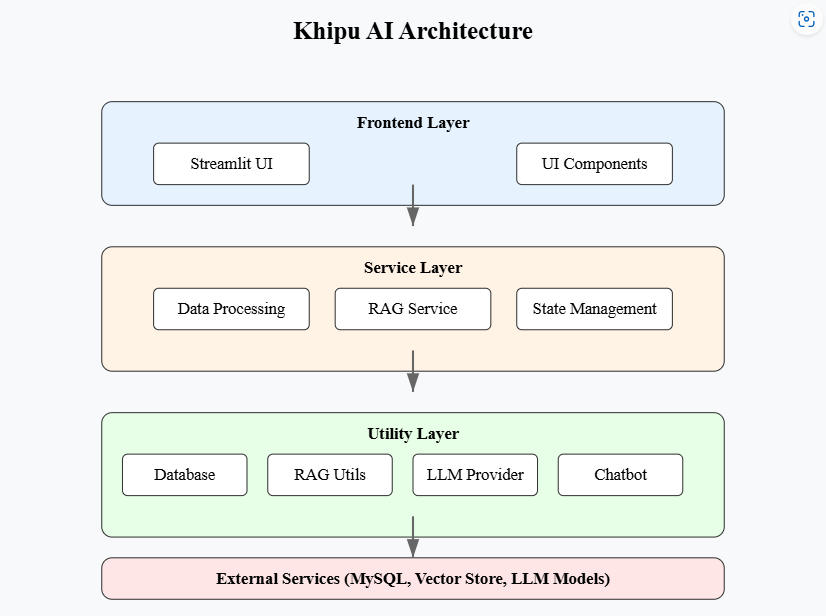 Khipu AI Architecture
Frontend Layer
Streamlit UI
UI Components
Service Layer
Data Processing
RAG Service
State Management
Utility Layer
Database
RAG Utils
LLM Provider
Chatbot
External Services (MySQL, Vector Store, LLM Models)